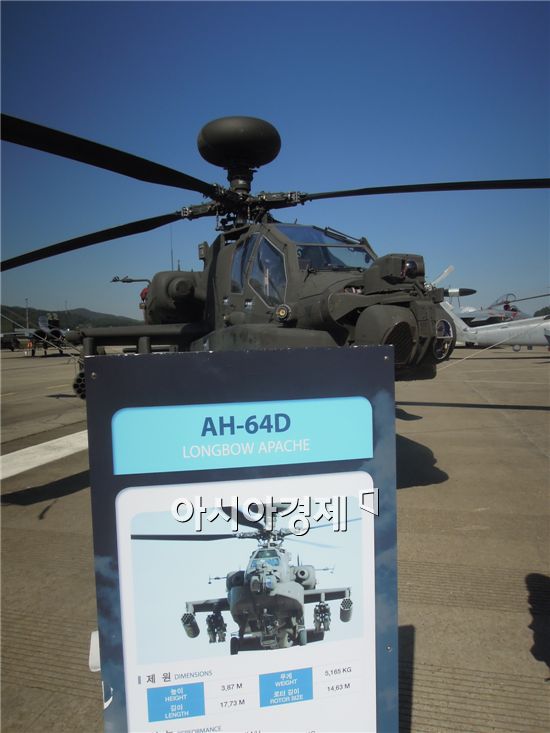 AH-64D
LONGBOW APACHE
아시아경제
제 원 DIMENSIONS
높이 HEIGHT 3,87 M 무게 WEIGHT 5,165 KG
길이 LENGTH 17,73 M 로터 길이 ROTOR SIZE 14,63 M
PERFORMANCE